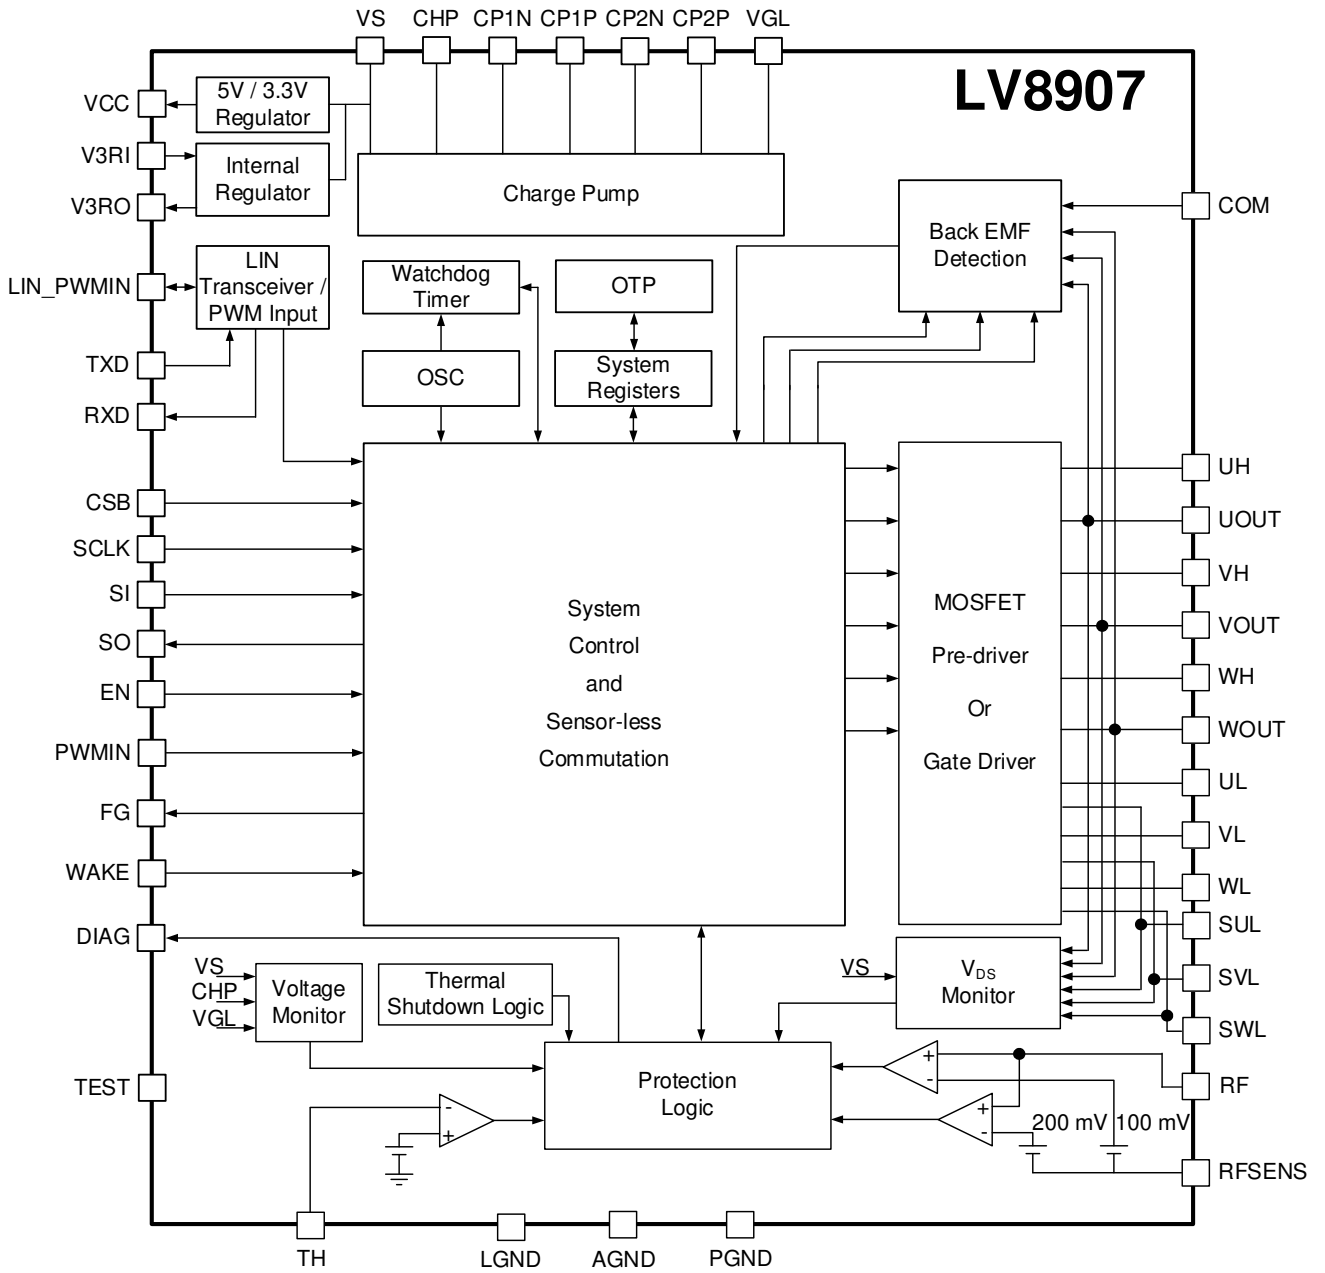 VS CHP CP1N CP1P CP2N CP2P VGL
LV8907
VCC
5V / 3.3V
Regulator
V3RI
Internal
Regulator
V3RO
Charge Pump
COM
Back EMF
Detection
LIN_PWMIN
LIN
Transceiver /
PWM Input
Watchdog
Timer
OTP
TXD
OSC
System
Registers
RXD
CSB
SCLK
SI
SO
EN
PWMIN
FG
WAKE
DIAG
System
Control
and
Sensor-less
Commutation
MOSFET
Pre-driver
Or
Gate Driver
UH
UOUT
VH
VOUT
WH
WOUT
UL
VL
WL
SUL
SVL
SWL
VS
CHP
VGL
Voltage
Monitor
Thermal
Shutdown Logic
VS
VDS
Monitor
TEST
Protection
Logic
+
-
RF
-
+
+
-
200 mV 100 mV
RFSENS
TH LGND AGND PGND